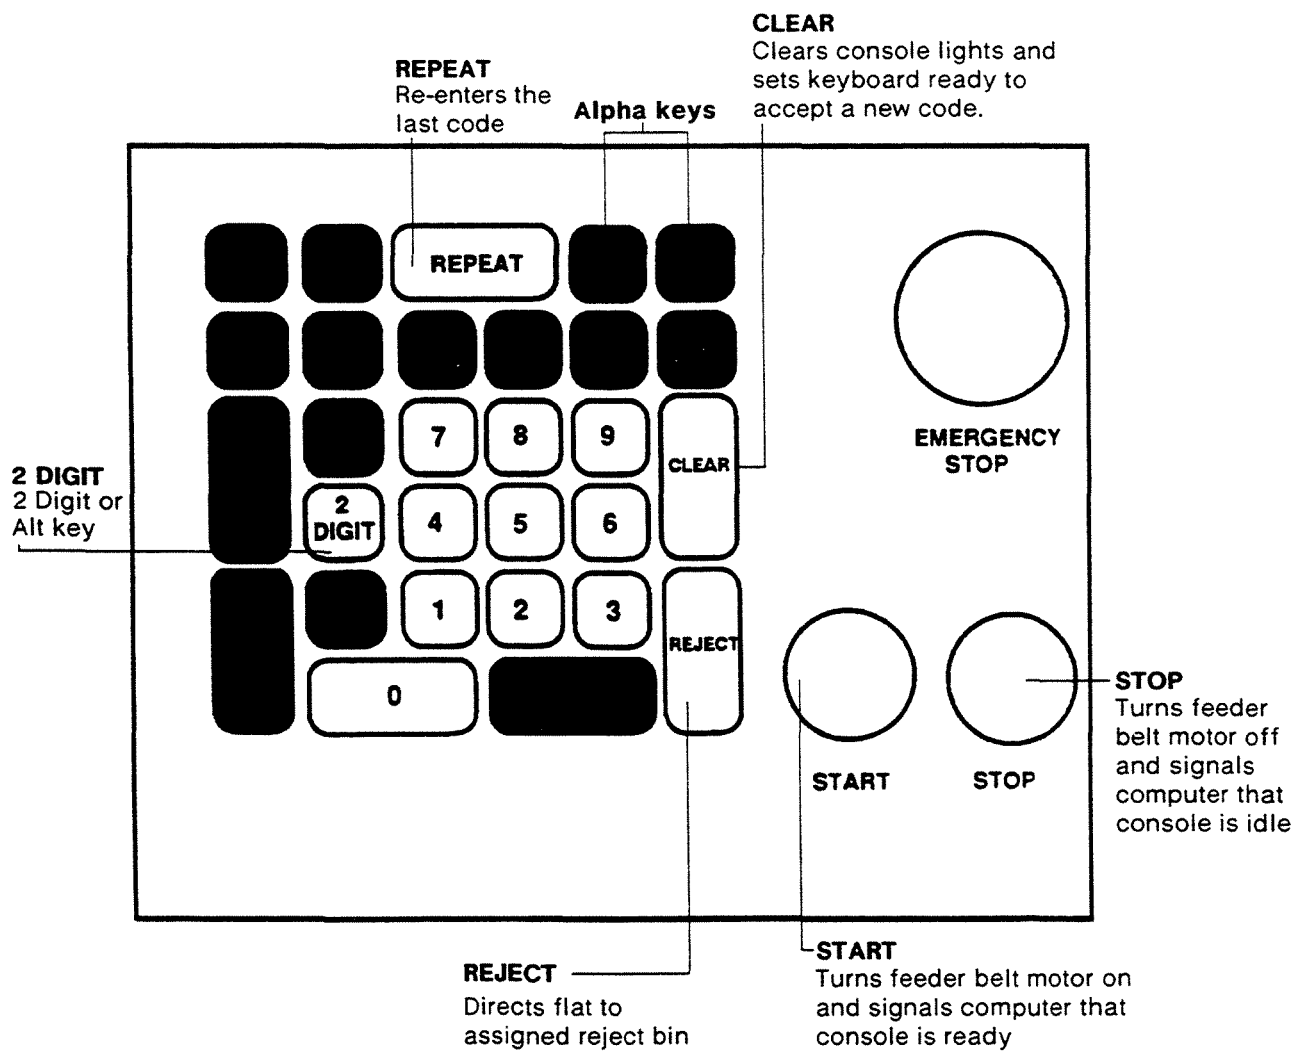 CLEAR
Clears console lights and
sets keyboard ready to
accept a new code.
REPEAT
Re-enters the
last code
Alpha keys
REPEAT
EMERGENCY
STOP
7 8 9
CLEAR
2 DIGIT
2 Digit or
Alt key
2
DIGIT
4 5 6
1 2 3
REJECT
0
START
STOP
STOP
Turns feeder
belt motor off
and signals
computer that
console is idle
REJECT
Directs flat to
assigned reject bin
START
Turns feeder belt motor on
and signals computer that
console is ready